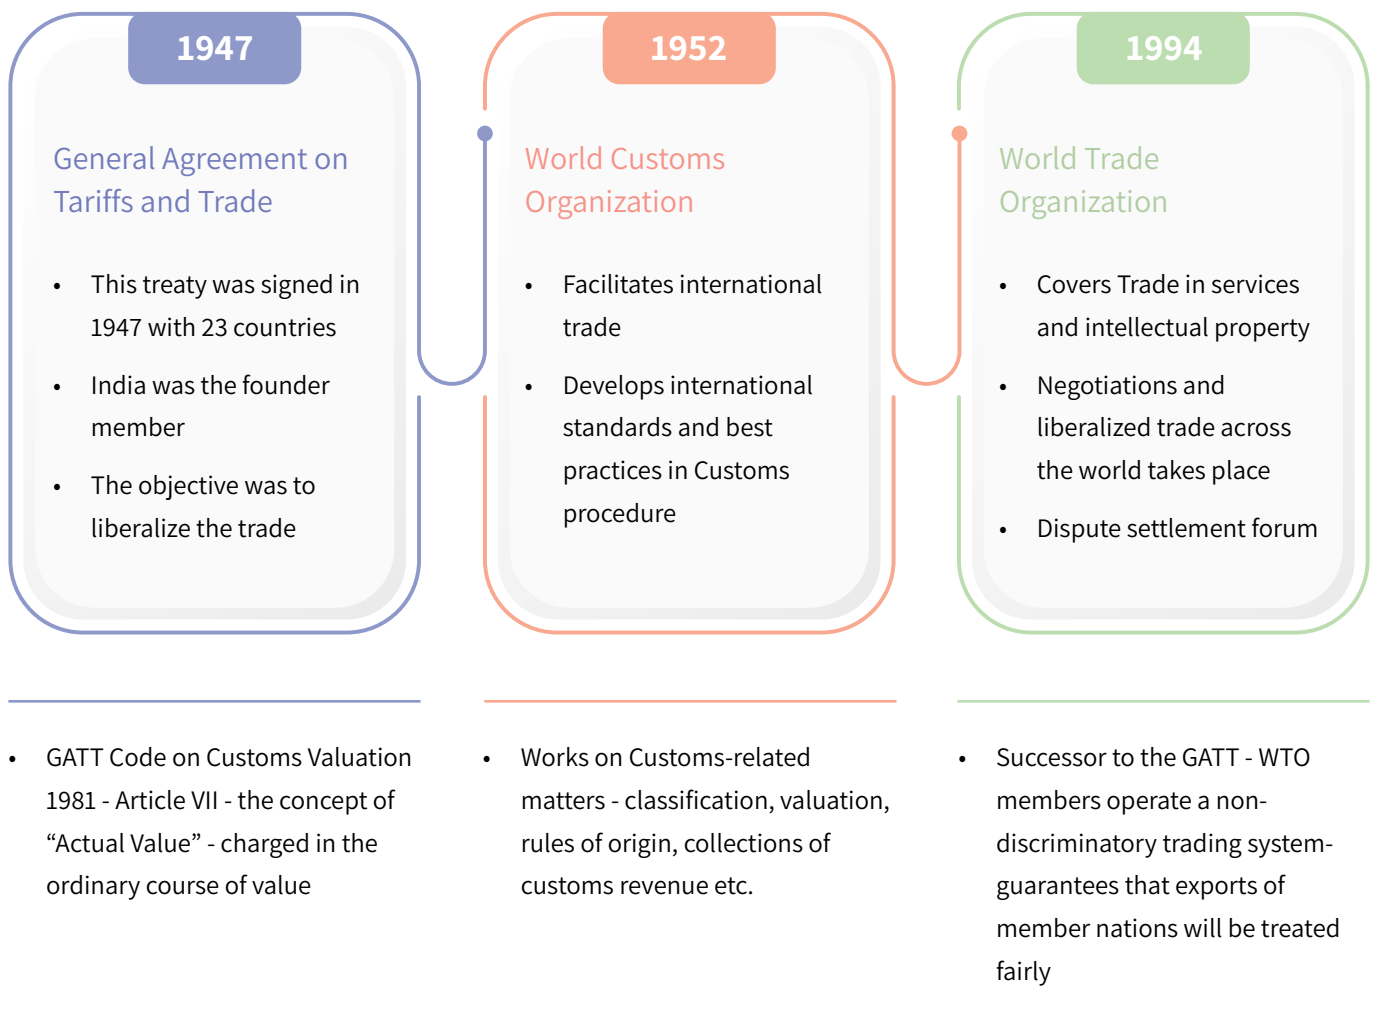 1947
General Agreement on
Tariffs and Trade
• This treaty was signed in
1947 with 23 countries
• India was the founder
member
• The objective was to
liberalize the trade
• GATT Code on Customs Valuation
1981 - Article VII - the concept of
“Actual Value” - charged in the
ordinary course of value
1952
World Customs
Organization
• Facilitates international
trade
• Develops international
standards and best
practices in Customs
procedure
• Works on Customs-related
matters - classification, valuation,
rules of origin, collections of
customs revenue etc.
1994
World Trade
Organization
• Covers Trade in services
and intellectual property
• Negotiations and
liberalized trade across
the world takes place
• Dispute settlement forum
• Successor to the GATT - WTO
members operate a non-
discriminatory trading system-
guarantees that exports of
member nations will be treated
fairly